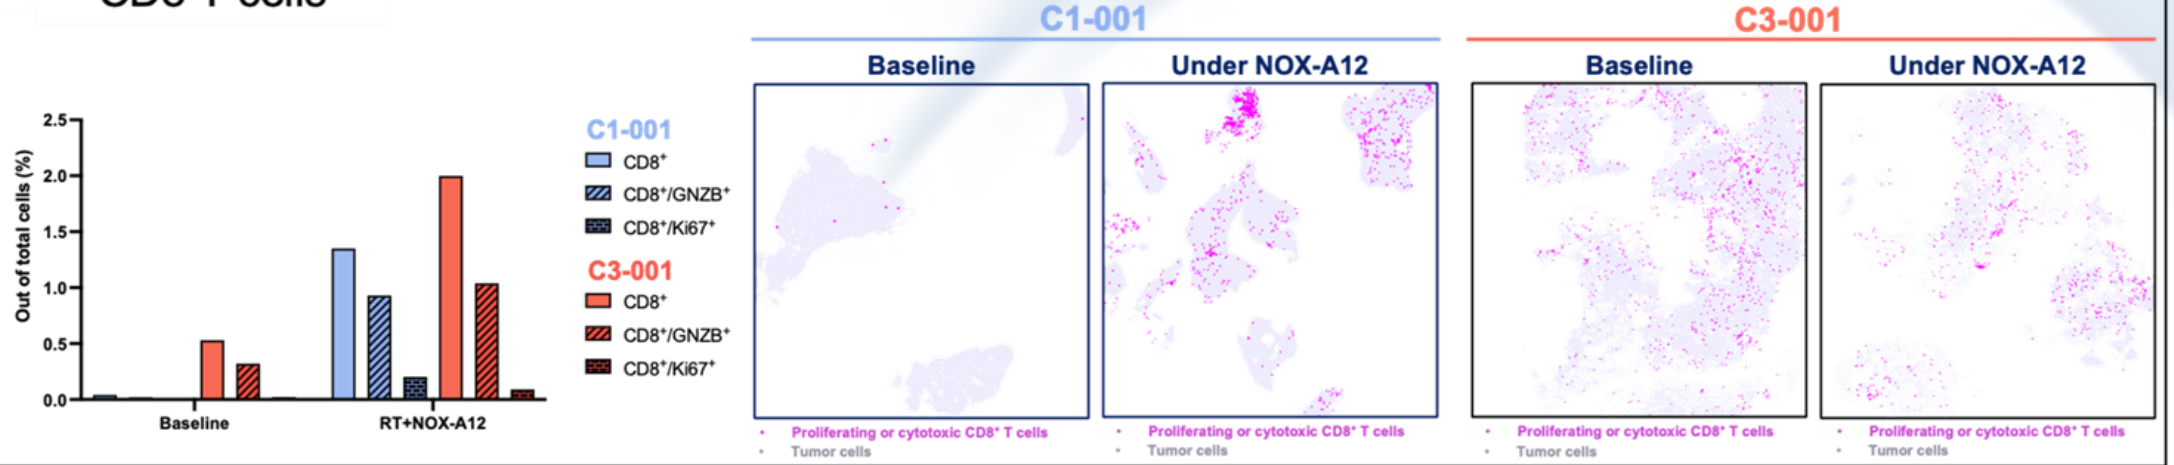 CD8 T cells
C1-001
C3-001
Baseline
Under NOX-A12
Baseline
Under NOX-A12
Out of total cells (%)
2.5
2.0
1.5
1.0
0.5
0.0
Baseline
RT+NOX-A12
C1-001
CD8⁺
CD8⁺/GNZB⁺
CD8⁺/Ki67⁺
C3-001
CD8⁺
CD8⁺/GNZB⁺
CD8⁺/Ki67⁺
Proliferating or cytotoxic CD8⁺ T cells
Tumor cells
Proliferating or cytotoxic CD8⁺ T cells
Tumor cells
Proliferating or cytotoxic CD8⁺ T cells
Tumor cells
Proliferating or cytotoxic CD8⁺ T cells
Tumor cells